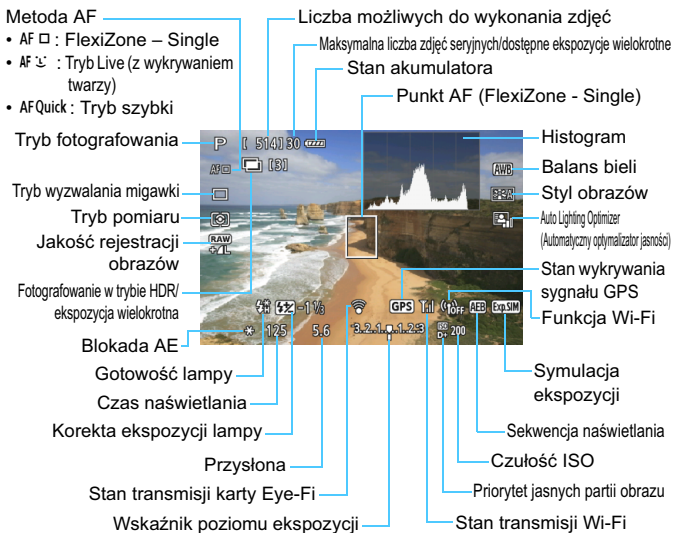 Metoda AF
• AF □ : FlexiZone – Single
• AF : Tryb Live (z wykrywaniem
twarzy)
• AF Quick : Tryb szybki
Tryb fotografowania
Tryb wyzwalania migawki
Tryb pomiaru
Jakość rejestracji
obrazów
Fotografowanie w trybie HDR/
ekspozycja wielokrotna
Blokada AE
Gotowość lampy
Czas naświetlania
Korekta ekspozycji lampy
Przysłona
Stan transmisji karty Eye-Fi
Wskaźnik poziomu ekspozycji
Liczba możliwych do wykonania zdjęć
Maksymalna liczba zdjęć seryjnych/dostępne ekspozycje wielokrotne
Stan akumulatora
Punkt AF (FlexiZone - Single)
Histogram
Balans bieli
Styl obrazów
Auto Lighting Optimizer
(Automatyczny optymalizator jasności)
Stan wykrywania
sygnału GPS
Funkcja Wi-Fi
Symulacja
ekspozycji
Sekwencja naświetlania
Czułość ISO
Priorytet jasnych partii obrazu
Stan transmisji Wi-Fi
P [ 514] 30
AF □ [3]
AWB
RAW
+L
-1 ⅓ GPS OFF AEB Exp.SIM
* 125 5.6 3..2..1..▼..1..2..3 ISO D+ 200